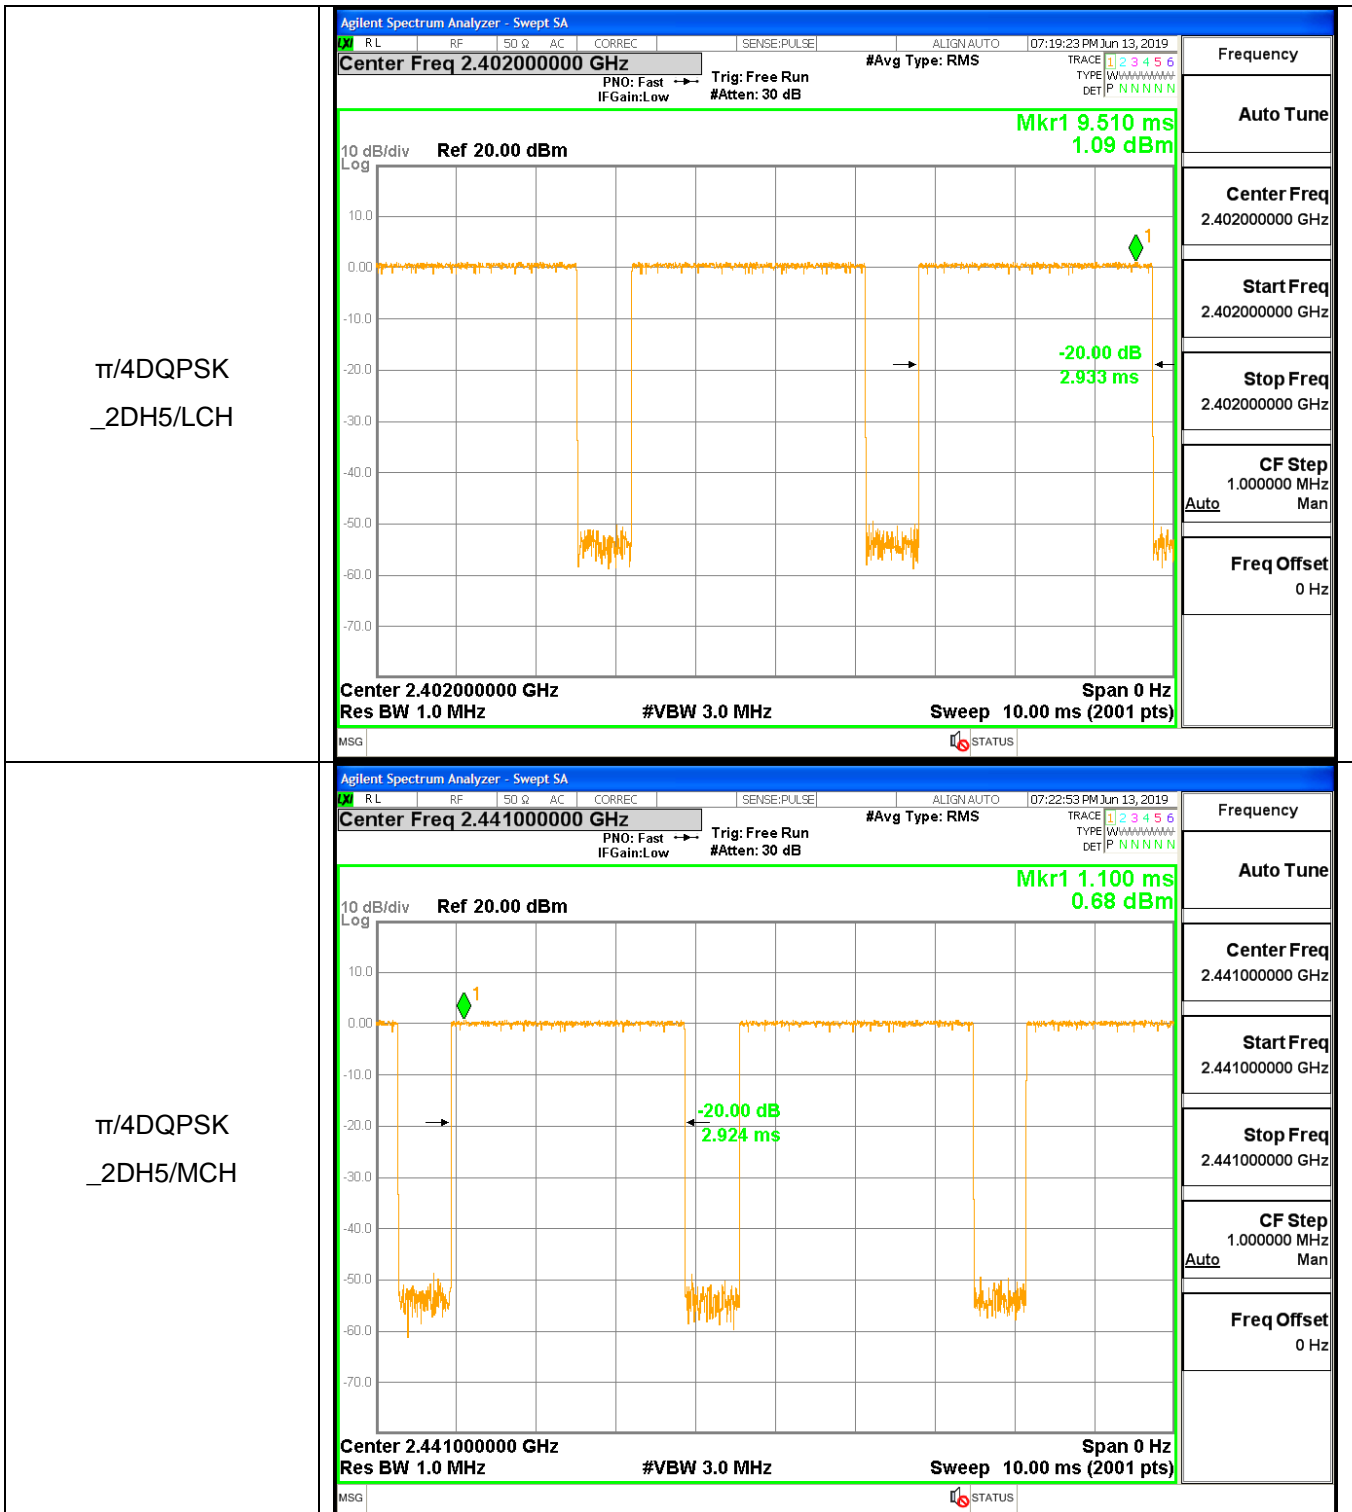 π/4DQPSK
_2DH5/LCH
Agilent Spectrum Analyzer - Swept SA
LXI RL RF 50 Ω AC CORREC SENSE:PULSE ALIGN AUTO 07:19:23 PM Jun 13, 2019
Center Freq 2.402000000 GHz #Avg Type: RMS TRACE 1 2 3 4 5 6
PNO: Fast Trig: Free Run TYPE WWWWWW
IFGain:Low #Atten: 30 dB DET P N N N N N
Mkr1 9.510 ms
10 dB/div Ref 20.00 dBm 1.09 dBm
Log
10.0
1
0.00
-10.0
-20.00 dB
-20.0
2.933 ms
-30.0
-40.0
-50.0
-60.0
-70.0
Center 2.402000000 GHz Span 0 Hz
Res BW 1.0 MHz #VBW 3.0 MHz Sweep 10.00 ms (2001 pts)
MSG STATUS
Frequency
Auto Tune
Center Freq
2.402000000 GHz
Start Freq
2.402000000 GHz
Stop Freq
2.402000000 GHz
CF Step
1.000000 MHz
Auto Man
Freq Offset
0 Hz
π/4DQPSK
_2DH5/MCH
Agilent Spectrum Analyzer - Swept SA
LXI RL RF 50 Ω AC CORREC SENSE:PULSE ALIGN AUTO 07:22:53 PM Jun 13, 2019
Center Freq 2.441000000 GHz #Avg Type: RMS TRACE 1 2 3 4 5 6
PNO: Fast Trig: Free Run TYPE WWWWWW
IFGain:Low #Atten: 30 dB DET P N N N N N
Mkr1 1.100 ms
10 dB/div Ref 20.00 dBm 0.68 dBm
Log
10.0
1
0.00
-10.0
-20.00 dB
-20.0
2.924 ms
-30.0
-40.0
-50.0
-60.0
-70.0
Center 2.441000000 GHz Span 0 Hz
Res BW 1.0 MHz #VBW 3.0 MHz Sweep 10.00 ms (2001 pts)
MSG STATUS
Frequency
Auto Tune
Center Freq
2.441000000 GHz
Start Freq
2.441000000 GHz
Stop Freq
2.441000000 GHz
CF Step
1.000000 MHz
Auto Man
Freq Offset
0 Hz